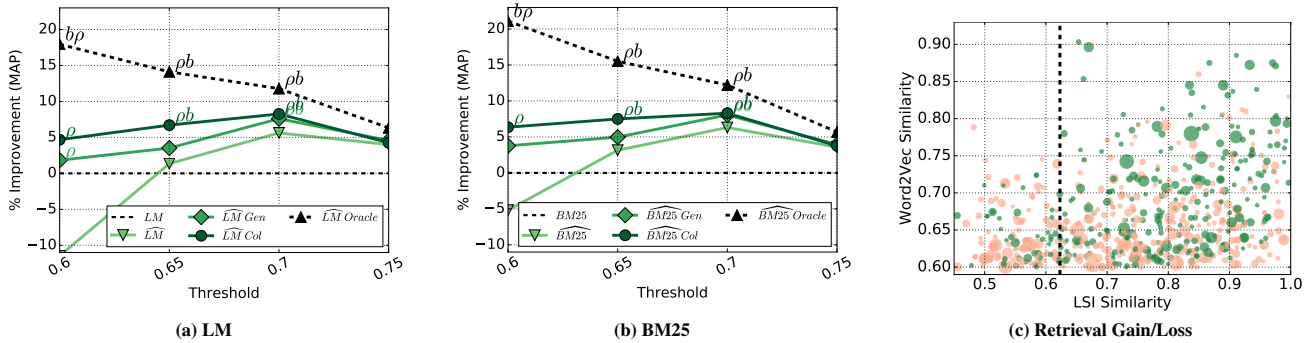 % Improvement (MAP)
20
15
10
5
0
−5
−10
bρ
ρb
ρb
ρ
ρb
ρb
ρb
ρ
LM
LM Gen
LM Oracle
LM
LM Col
0.6
0.65
0.7
0.75
Threshold
(a) LM
% Improvement (MAP)
20
15
10
5
0
−5
−10
bρ
ρb
ρb
ρ
ρb
ρb
ρb
BM25
BM25 Gen
BM25 Oracle
BM25
BM25 Col
0.6
0.65
0.7
0.75
Threshold
(b) BM25
Word2Vec Similarity
0.90
0.85
0.80
0.75
0.70
0.65
0.60
0.5
0.6
0.7
0.8
0.9
1.0
LSI Similarity
(c) Retrieval Gain/Loss